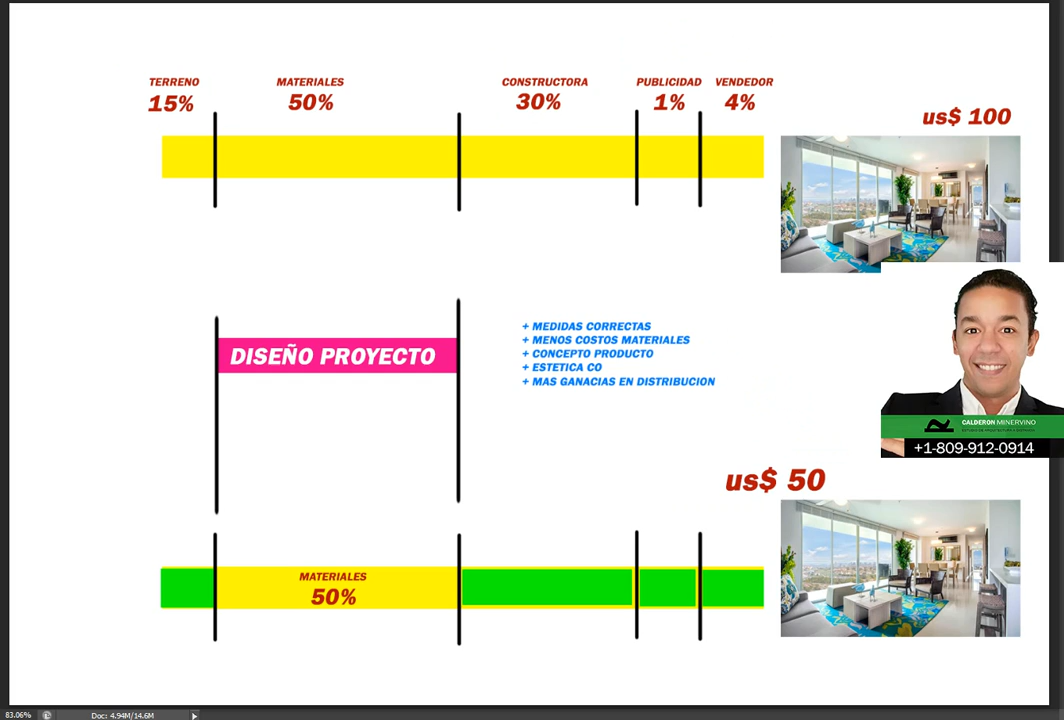 TERRENO
15%
MATERIALES
50%
CONSTRUCTORA
30%
PUBLICIDAD
1%
VENDEDOR
4%
us$ 100
DISEÑO PROYECTO
+ MEDIDAS CORRECTAS
+ MENOS COSTOS MATERIALES
+ CONCEPTO PRODUCTO
+ ESTETICA CO
+ MAS GANACIAS EN DISTRIBUCION
CALDERON MINERVINO
+1-809-912-0914
us$ 50
MATERIALES
50%
83.06%
Doc: 4.94M/14.6M